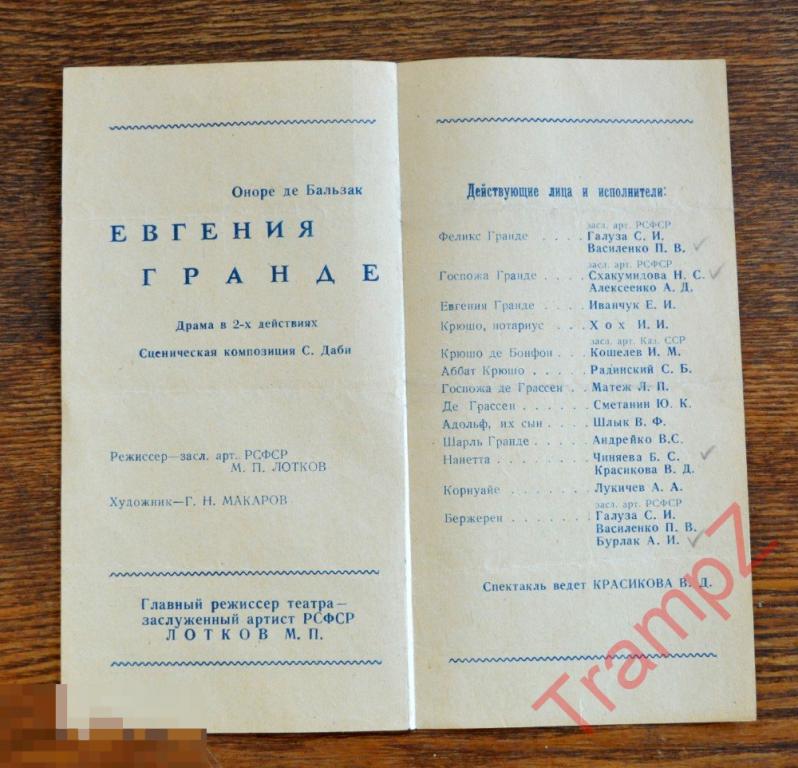 Оноре де Бальзак
ЕВГЕНИЯ
ГРАНДЕ
Драма в 2-х действиях
Сценическая композиция С. Даби
Режиссер—засл. арт. РСФСР
М. П. ЛОТКОВ
Художник—Г. Н. МАКАРОВ
Главный режиссер театра—
заслуженный артист РСФСР
ЛОТКОВ М. П.
Действующие лица и исполнители:
засл. арт. РСФСР
Феликс Гранде . . . . Галуза С. И.
Василенко П. В.
засл. арт. РСФСР
Госпожа Гранде . . . . Схакумидова Н. С.
Алексеенко А. Д.
Евгения Гранде . . . . Иванчук Е. И.
Крюшо, нотариус . . . Хох И. И.
засл. арт. Каз. ССР
Крюшо де Бонфон . . . Кошелев И. М.
Аббат Крюшо . . . . . Радинский С. Б.
Госпожа де Грассен . . Матеж Л. П.
Де Грассен . . . . . . Сметанин Ю. К.
Адольф, их сын . . . . Шлык В. Ф.
Шарль Гранде . . . . Андрейко В.С.
Нанетта . . . . . . . Чиняева Б. С.
Красикова В. Д.
Корнуайе . . . . . . . Лукичев А. А.
засл. арт. РСФСР
Бержерен . . . . . . . Галуза С. И.
Василенко П. В.
Бурлак А. И.
Спектакль ведет КРАСИКОВА В. Д.
TrampZ